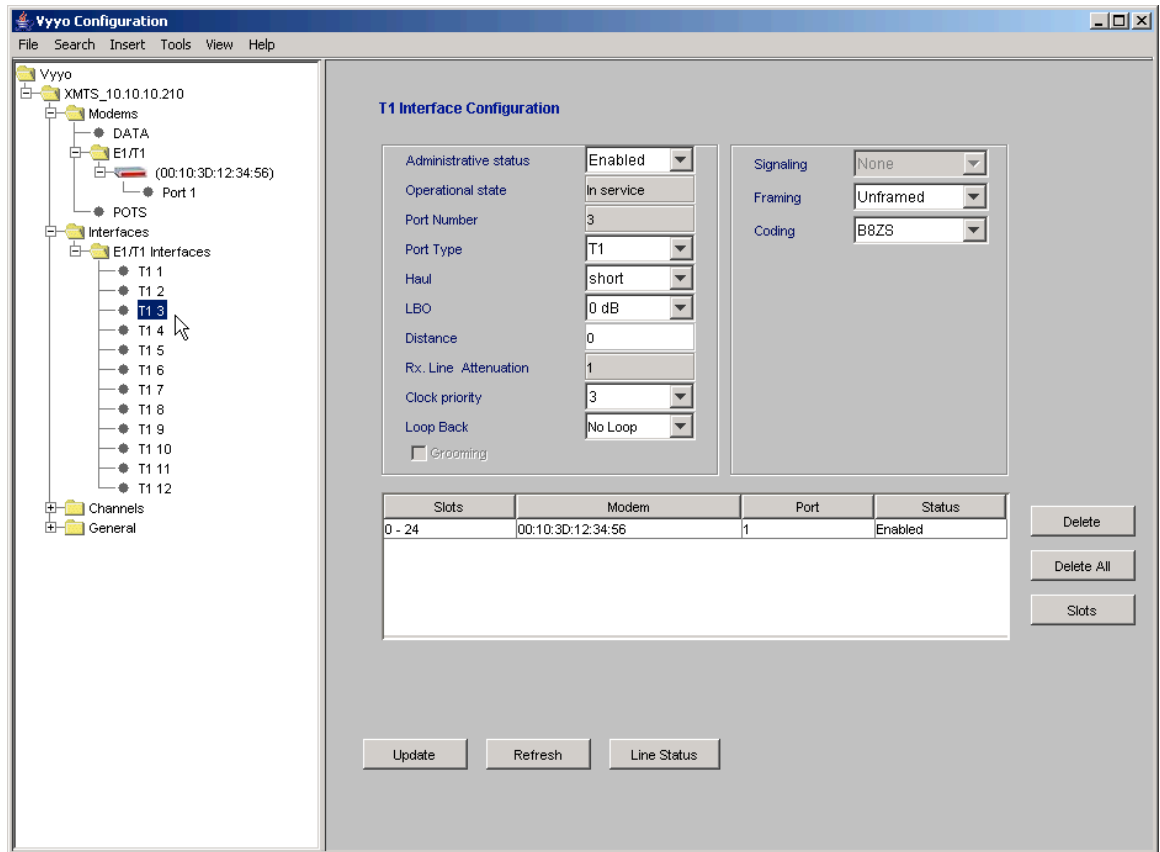 Vyyo Configuration
File Search Insert Tools View Help
Vyyo
XMTS_10.10.10.210
Modems
DATA
E1/T1
(00:10:3D:12:34:56)
Port 1
POTS
Interfaces
E1/T1 Interfaces
T1 1
T1 2
T1 3
T1 4
T1 5
T1 6
T1 7
T1 8
T1 9
T1 10
T1 11
T1 12
Channels
General
T1 Interface Configuration
Administrative status Enabled
Operational state In service
Port Number 3
Port Type T1
Haul short
LBO 0 dB
Distance 0
Rx. Line Attenuation 1
Clock priority 3
Loop Back No Loop
Grooming
Signaling None
Framing Unframed
Coding B8ZS
Slots Modem Port Status
0 - 24 00:10:3D:12:34:56 1 Enabled
Delete
Delete All
Slots
Update Refresh Line Status